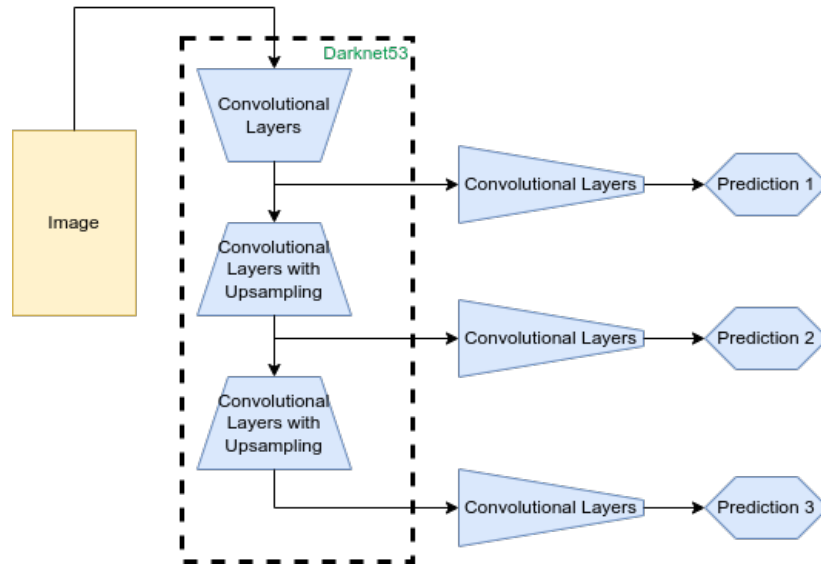 Darknet53
Convolutional
Layers
Image
Convolutional Layers
Prediction 1
Convolutional
Layers with
Upsampling
Convolutional Layers
Prediction 2
Convolutional
Layers with
Upsampling
Convolutional Layers
Prediction 3